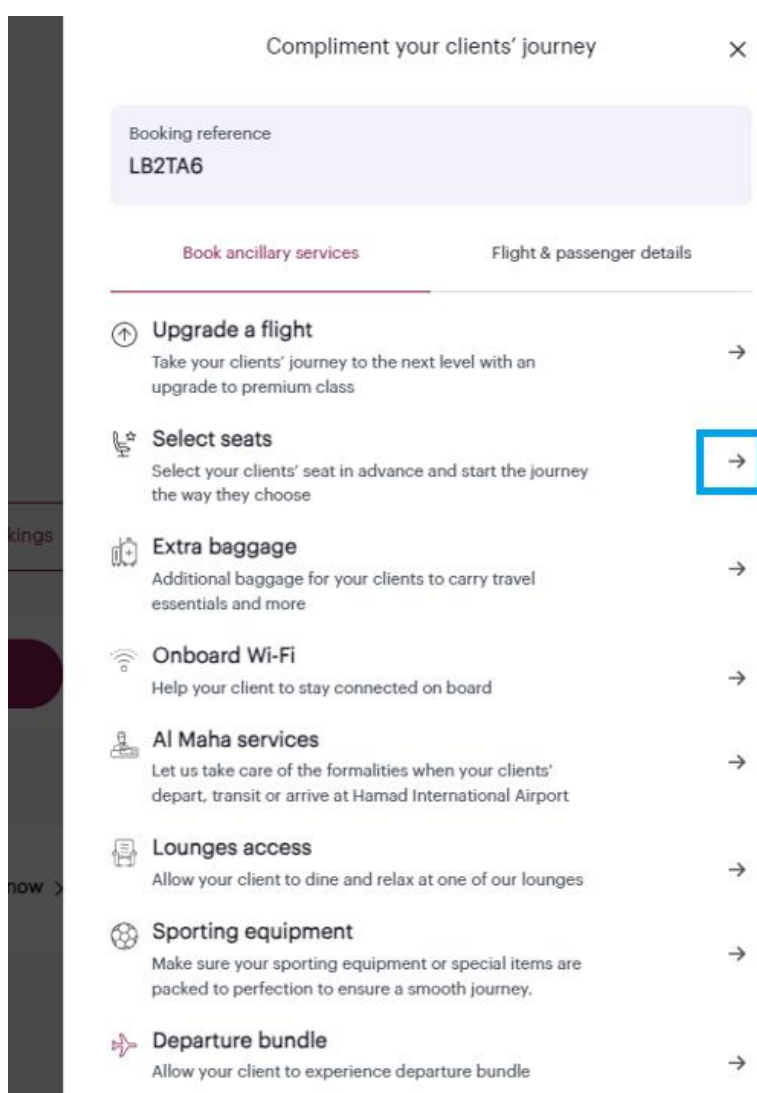 Compliment your clients' journey
Booking reference
LB2TA6
Book ancillary services
Flight & passenger details
Upgrade a flight
Take your clients' journey to the next level with an
upgrade to premium class
Select seats
Select your clients' seat in advance and start the journey
the way they choose
kings
Extra baggage
Additional baggage for your clients to carry travel
essentials and more
Onboard Wi-Fi
Help your client to stay connected on board
Al Maha services
Let us take care of the formalities when your clients'
depart, transit or arrive at Hamad International Airport
Lounges access
Allow your client to dine and relax at one of our lounges
now
Sporting equipment
Make sure your sporting equipment or special items are
packed to perfection to ensure a smooth journey.
Departure bundle
Allow your client to experience departure bundle